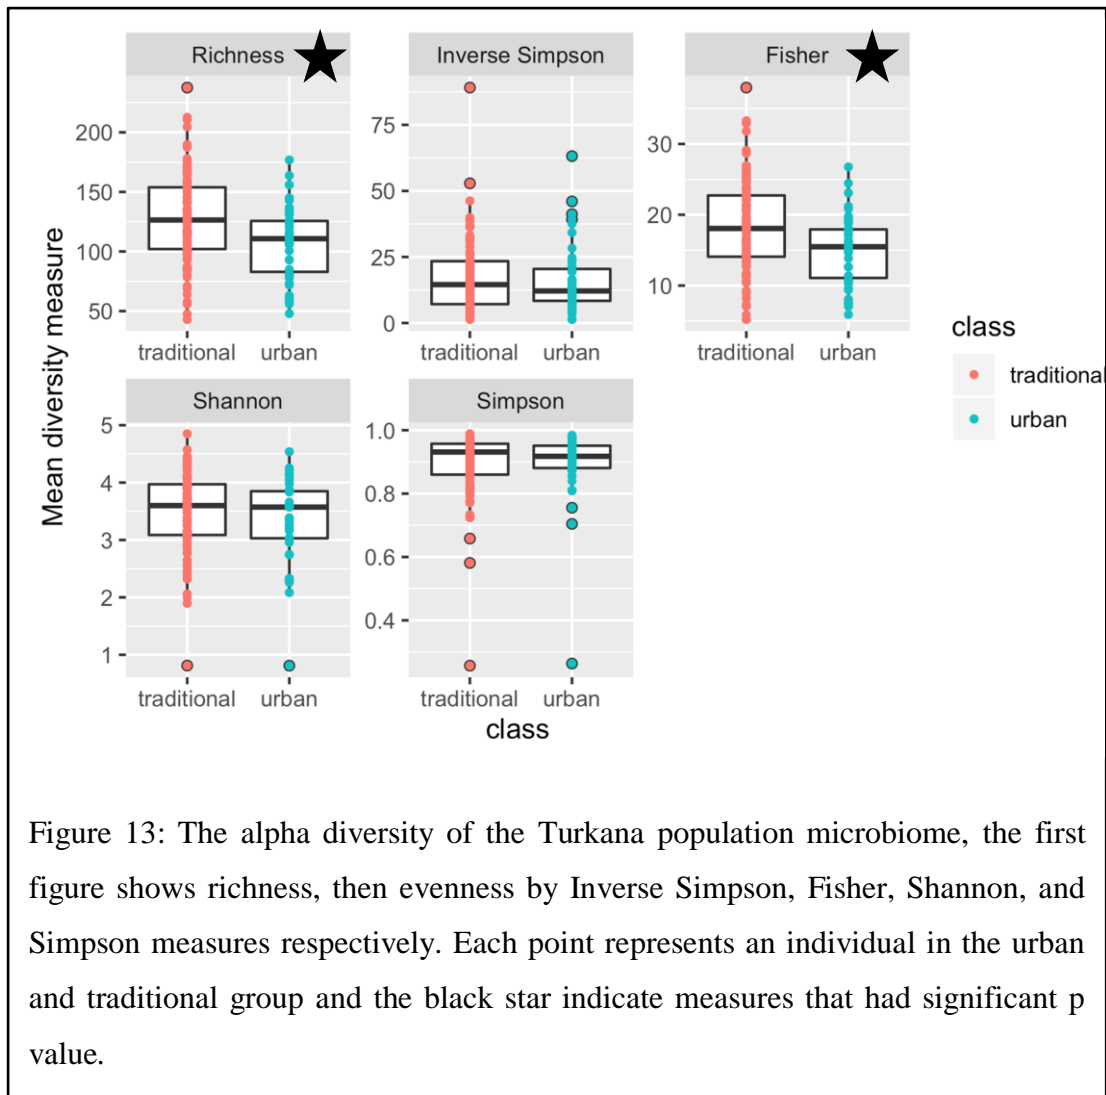 Richness
Inverse Simpson
Fisher
Mean diversity measure
200
150
100
50
traditional urban
75
50
25
0
traditional urban
30
20
10
traditional urban
class
traditional
urban
Shannon
Simpson
5
4
3
2
1
traditional urban
1.0
0.8
0.6
0.4
traditional urban
class
Figure 13: The alpha diversity of the Turkana population microbiome, the first
figure shows richness, then evenness by Inverse Simpson, Fisher, Shannon, and
Simpson measures respectively. Each point represents an individual in the urban
and traditional group and the black star indicate measures that had significant p
value.